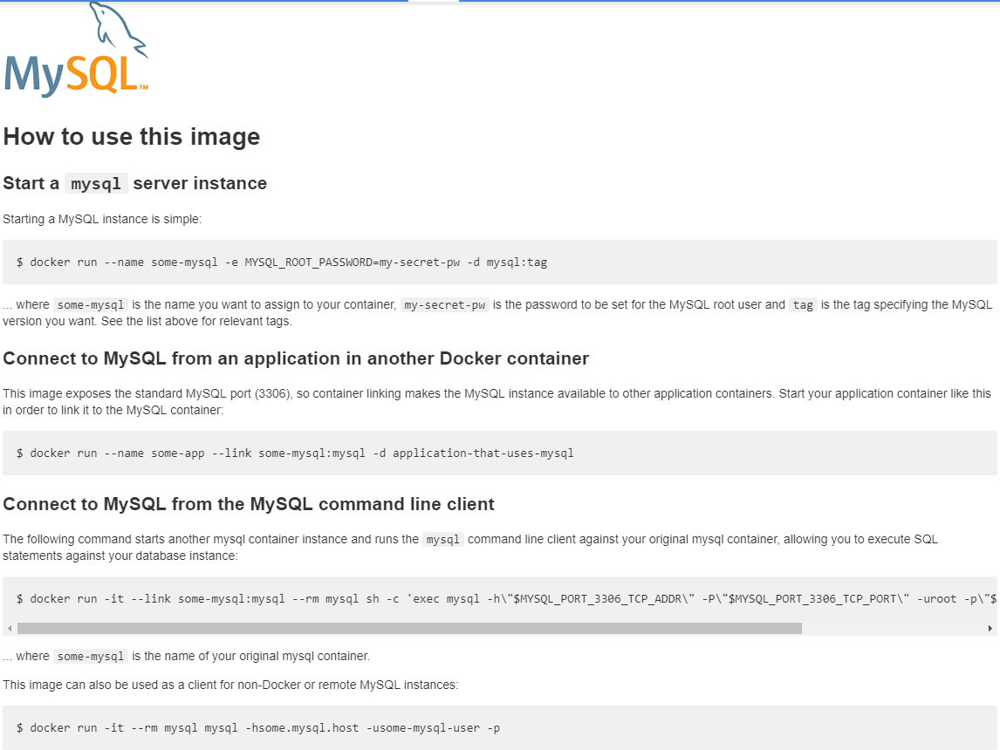 MySQL™
How to use this image
Start a mysql server instance
Starting a MySQL instance is simple:
$ docker run --name some-mysql -e MYSQL_ROOT_PASSWORD=my-secret-pw -d mysql:tag
... where some-mysql is the name you want to assign to your container, my-secret-pw is the password to be set for the MySQL root user and tag is the tag specifying the MySQL
version you want. See the list above for relevant tags.
Connect to MySQL from an application in another Docker container
This image exposes the standard MySQL port (3306), so container linking makes the MySQL instance available to other application containers. Start your application container like this
in order to link it to the MySQL container:
$ docker run --name some-app --link some-mysql:mysql -d application-that-uses-mysql
Connect to MySQL from the MySQL command line client
The following command starts another mysql container instance and runs the mysql command line client against your original mysql container, allowing you to execute SQL
statements against your database instance:
$ docker run -it --link some-mysql:mysql --rm mysql sh -c 'exec mysql -h\"$MYSQL_PORT_3306_TCP_ADDR\" -P\"$MYSQL_PORT_3306_TCP_PORT\" -uroot -p\"$
... where some-mysql is the name of your original mysql container.
This image can also be used as a client for non-Docker or remote MySQL instances:
$ docker run -it --rm mysql mysql -hsome.mysql.host -usome-mysql-user -p